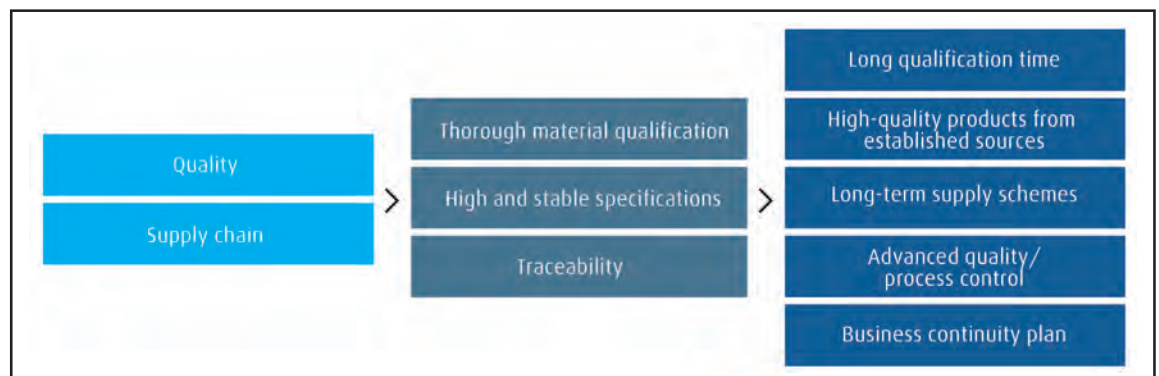 Quality
Supply chain
>
Thorough material qualification
High and stable specifications
Traceability
>
Long qualification time
High-quality products from
established sources
Long-term supply schemes
Advanced quality/
process control
Business continuity plan